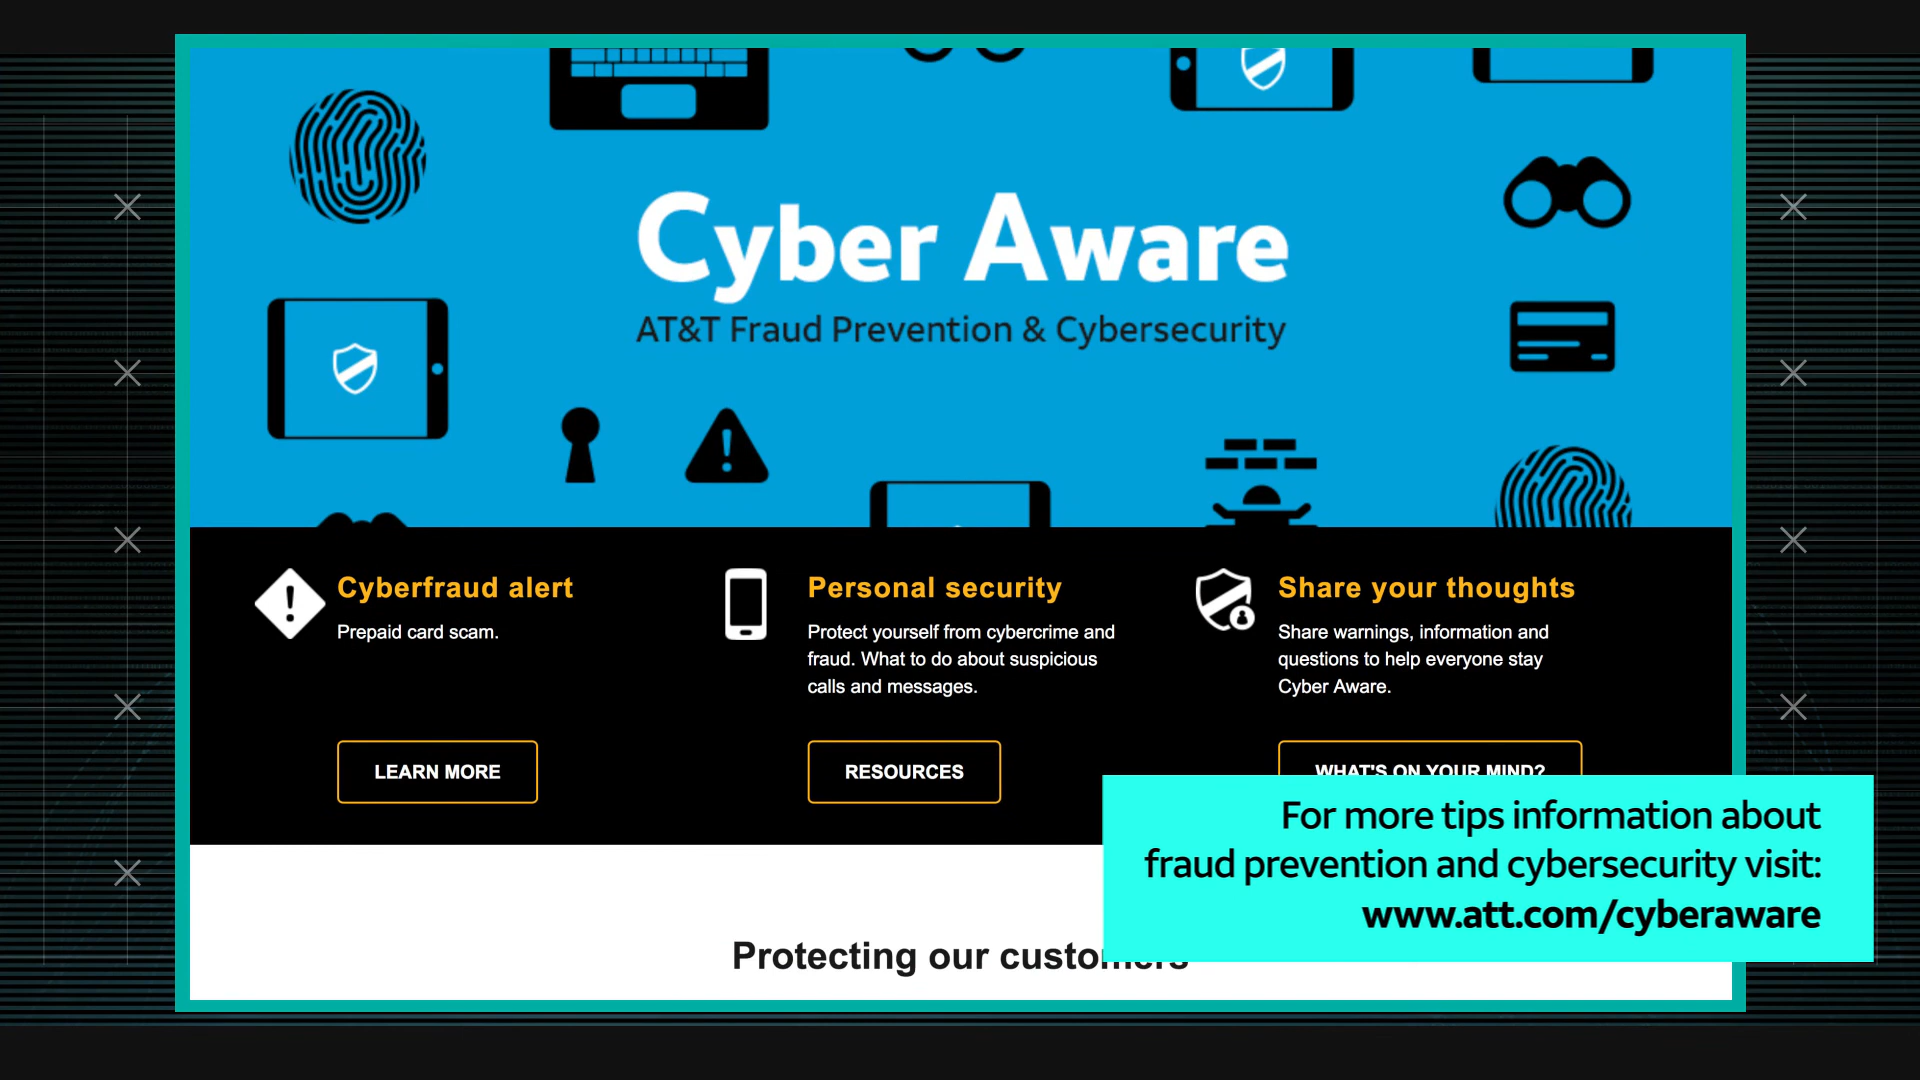 Cyber Aware
AT&T Fraud Prevention & Cybersecurity
Cyberfraud alert
Prepaid card scam.
LEARN MORE
Personal security
Protect yourself from cybercrime and
fraud. What to do about suspicious
calls and messages.
RESOURCES
Share your thoughts
Share warnings, information and
questions to help everyone stay
Cyber Aware.
WHAT'S ON YOUR MIND?
For more tips information about
fraud prevention and cybersecurity visit:
www.att.com/cyberaware
Protecting our customers